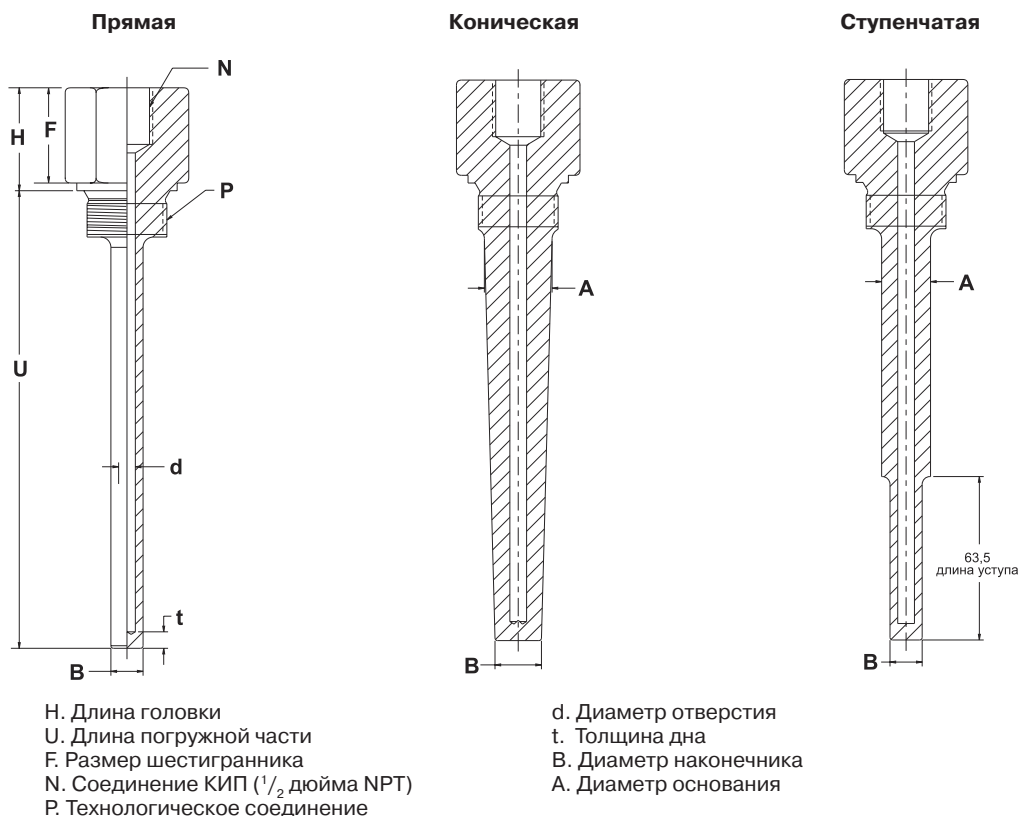 Прямая
Коническая
Ступенчатая
N
H
F
P
U
A
A
d
63,5
длина уступа
t
B
B
B
H. Длина головки
U. Длина погружной части
F. Размер шестигранника
N. Соединение КИП (1/2 дюйма NPT)
P. Технологическое соединение
d. Диаметр отверстия
t. Толщина дна
B. Диаметр наконечника
A. Диаметр основания